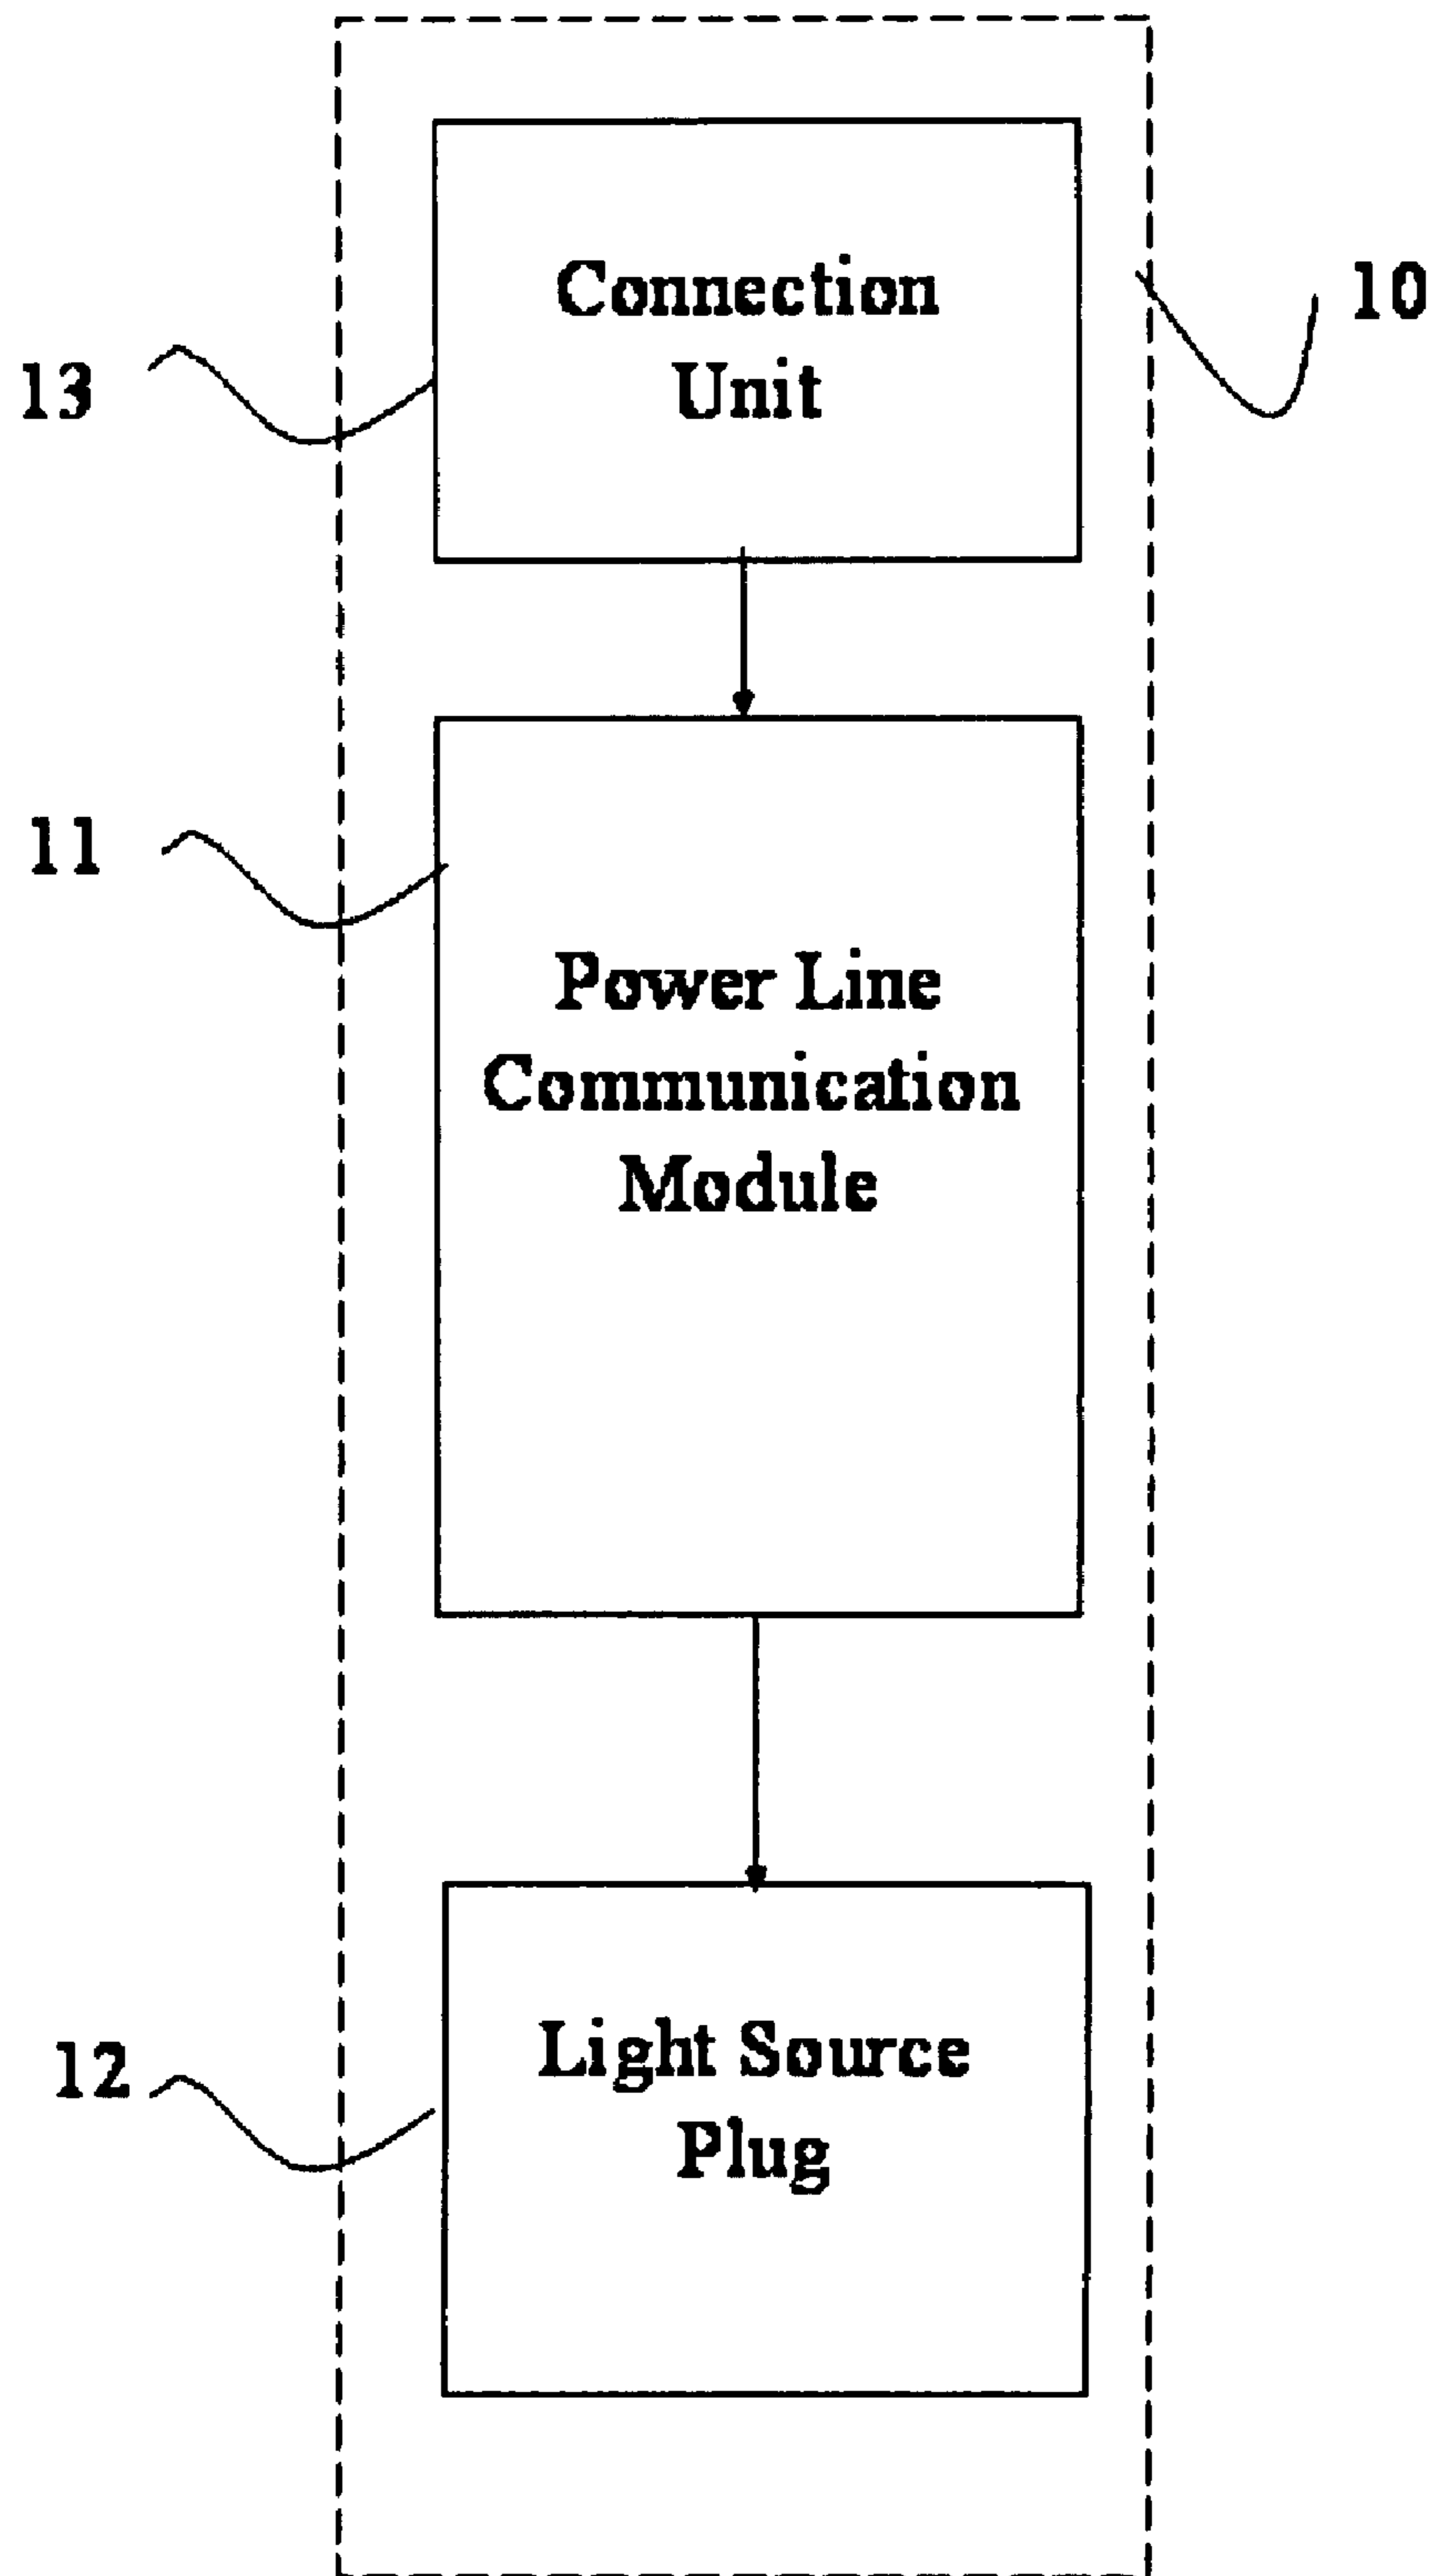 Connection
Unit
10
13
11
Power Line
Communication
Module
12
Light Source
Plug